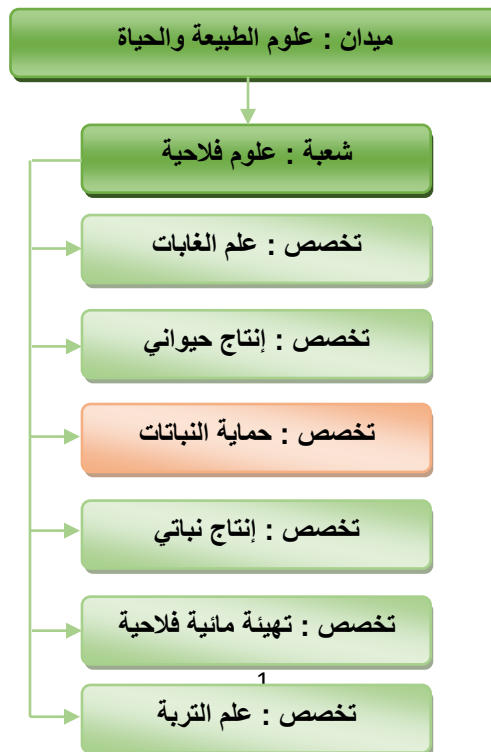 ميدان : علوم الطبيعة والحياة
شعبة : علوم فلاحية
تخصص : علم الغابات
تخصص : إنتاج حيواني
تخصص : حماية النباتات
تخصص : إنتاج نباتي
تخصص : تهيئة مائية فلاحية
1
تخصص : علم التربة